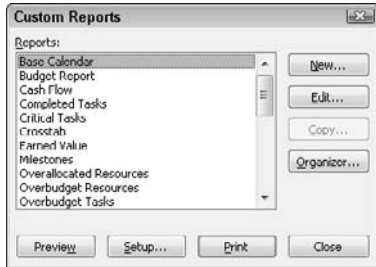 Custom Reports
Reports:
Base Calendar
Budget Report
Cash Flow
Completed Tasks
Critical Tasks
Crosstab
Earned Value
Milestones
Overallocated Resources
Overbudget Resources
Overbudget Tasks
New...
Edit...
Copy...
Organizer...
Preview
Setup...
Print
Close